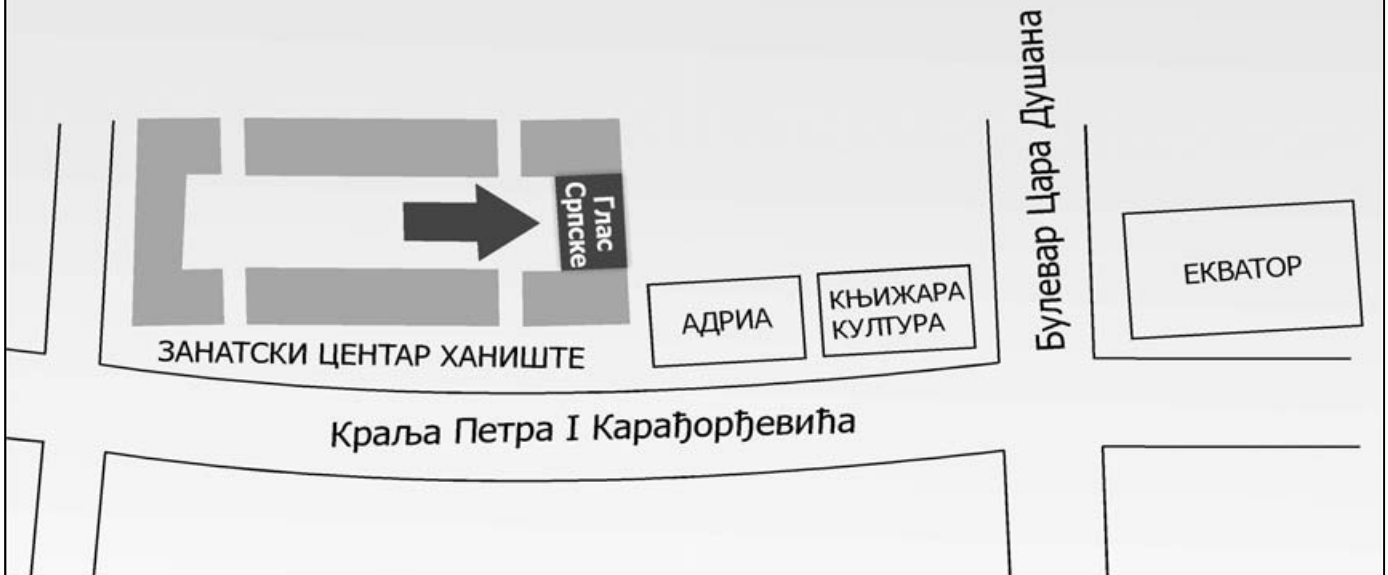 Глас
Српске
ЗАНАТСКИ ЦЕНТАР ХАНИШТЕ
АДРИА
КЊИЖАРА
КУЛТУРА
Булевар Цара Душана
ЕКВАТОР
Краља Петра I Карађорђевића